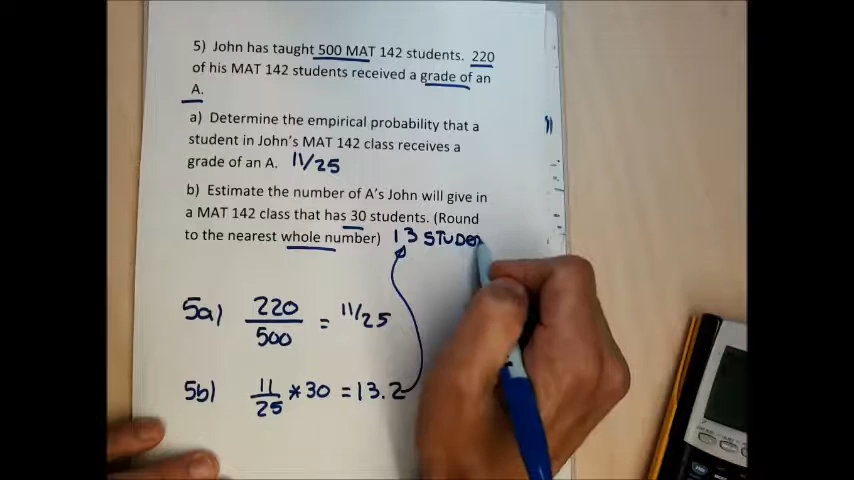 5) John has taught 500 MAT 142 students. 220
of his MAT 142 students received a grade of an
A.
a) Determine the empirical probability that a
student in John's MAT 142 class receives a
grade of an A. 11/25
b) Estimate the number of A's John will give in
a MAT 142 class that has 30 students. (Round
to the nearest whole number) 13 STUDEN
5a) 220/500 = 11/25
5b) 11/25 * 30 = 13.2